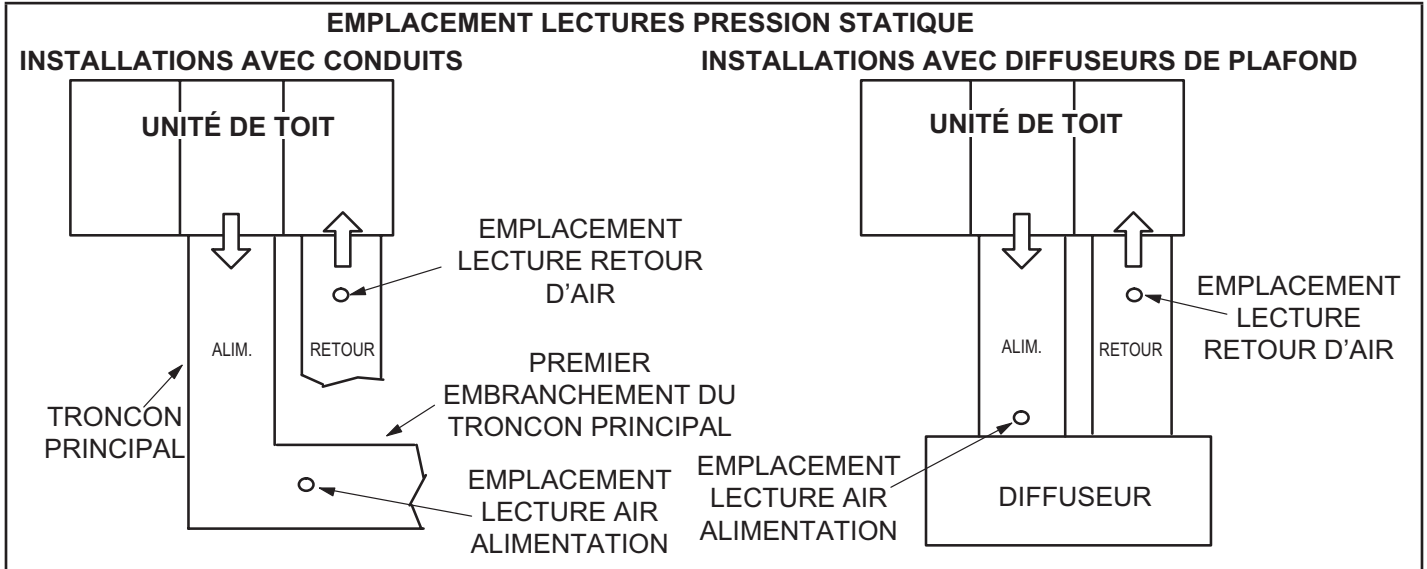 EMPLACEMENT LECTURES PRESSION STATIQUE
INSTALLATIONS AVEC CONDUITS
UNITÉ DE TOIT
EMPLACEMENT
LECTURE RETOUR
D'AIR
ALIM.
RETOUR
TRONCON
PRINCIPAL
PREMIER
EMBRANCHEMENT DU
TRONCON PRINCIPAL
EMPLACEMENT
LECTURE AIR
ALIMENTATION
INSTALLATIONS AVEC DIFFUSEURS DE PLAFOND
UNITÉ DE TOIT
EMPLACEMENT
LECTURE
RETOUR D'AIR
ALIM.
RETOUR
EMPLACEMENT
LECTURE AIR
ALIMENTATION
DIFFUSEUR